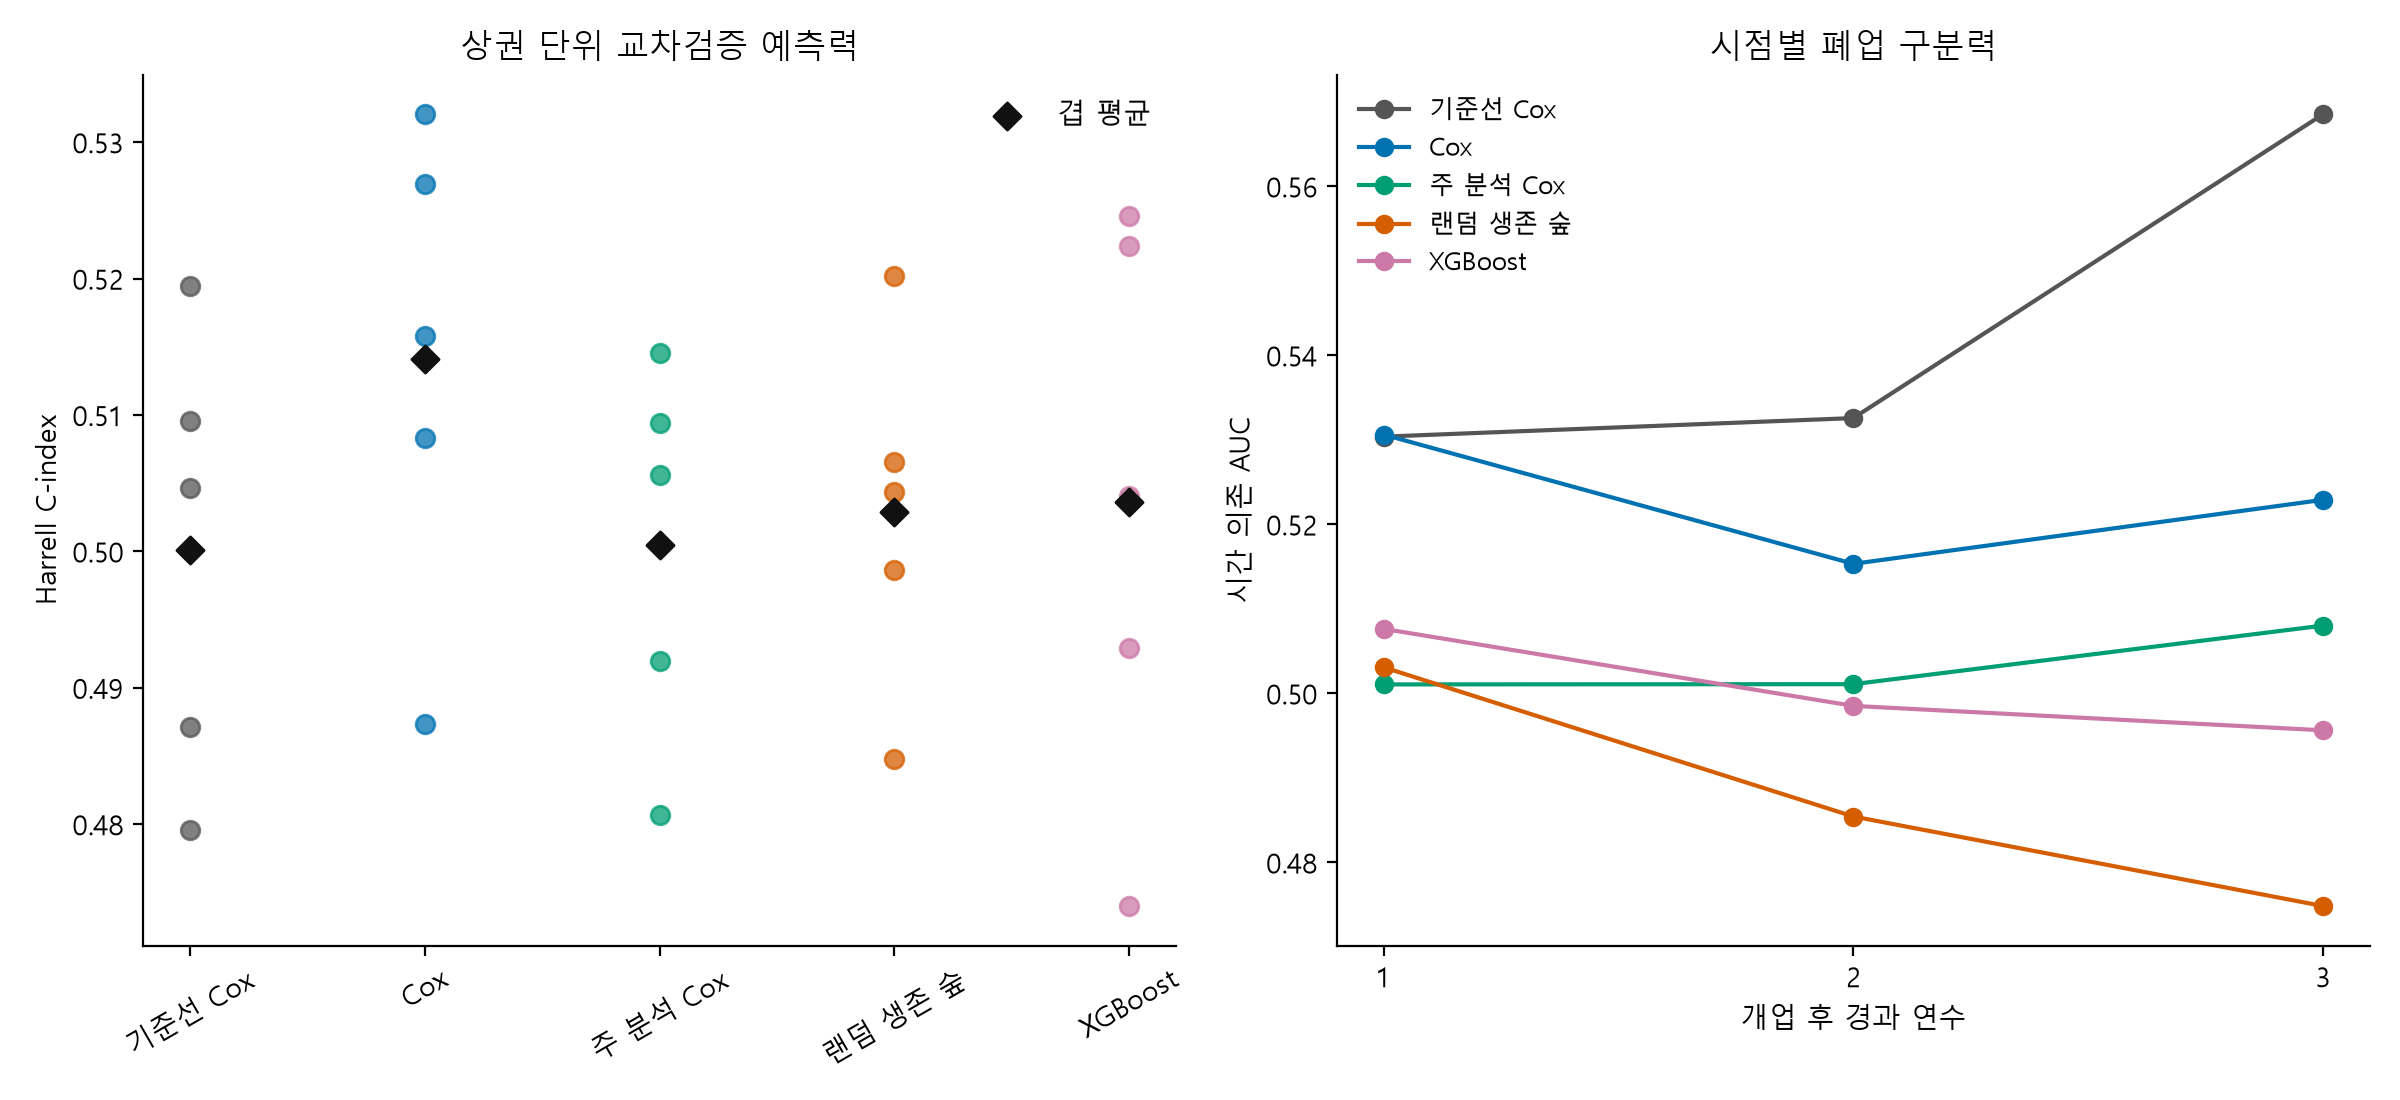 상권 단위 교차검증 예측력
겹 평균
Harrell C-index
0.53
0.52
0.51
0.50
0.49
0.48
기준선 Cox
Cox
주 분석 Cox
랜덤 생존 숲
XGBoost
시점별 폐업 구분력
기준선 Cox
Cox
주 분석 Cox
랜덤 생존 숲
XGBoost
시간 의존 AUC
0.56
0.54
0.52
0.50
0.48
1
2
3
개업 후 경과 연수